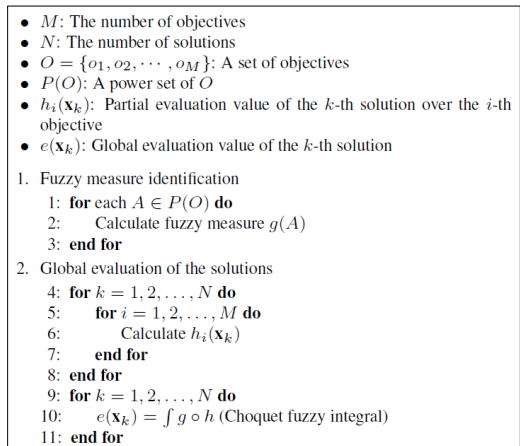 • M: The number of objectives
• N: The number of solutions
• O = {o₁, o₂, ⋯ , o_M}: A set of objectives
• P(O): A power set of O
• hᵢ(𝐱ₖ): Partial evaluation value of the k-th solution over the i-th
objective
• e(𝐱ₖ): Global evaluation value of the k-th solution
1. Fuzzy measure identification
1: for each A ∈ P(O) do
2: Calculate fuzzy measure g(A)
3: end for
2. Global evaluation of the solutions
4: for k = 1, 2, . . . , N do
5: for i = 1, 2, . . . , M do
6: Calculate hᵢ(𝐱ₖ)
7: end for
8: end for
9: for k = 1, 2, . . . , N do
10: e(𝐱ₖ) = ∫ g ∘ h (Choquet fuzzy integral)
11: end for